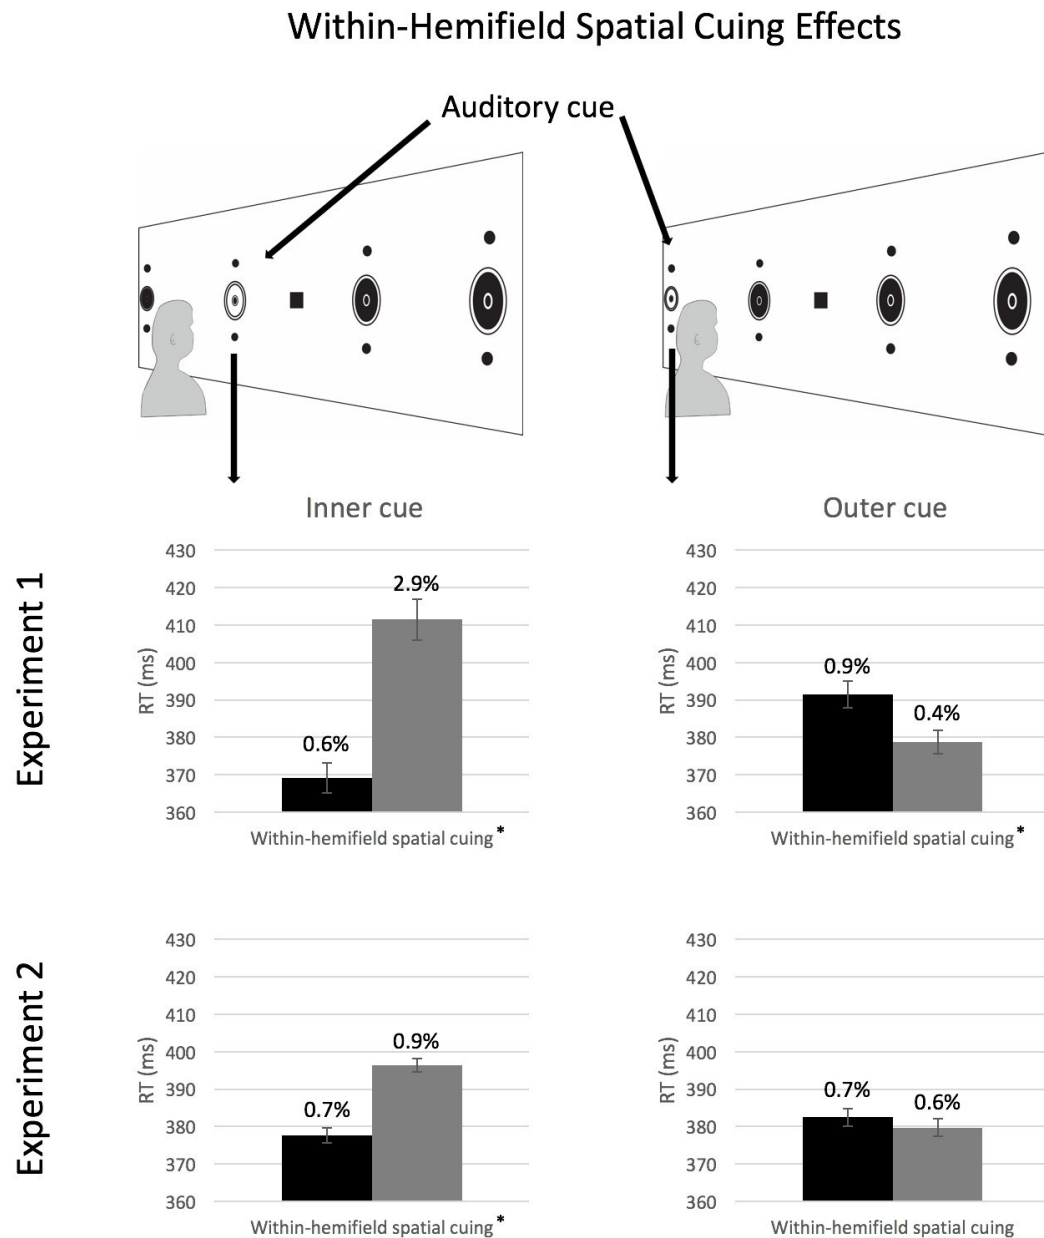 Within-Hemifield Spatial Cuing Effects
Auditory cue
Inner cue
Outer cue
Experiment 1
430
420
410
400
390
380
370
360
RT (ms)
0.6%
2.9%
Within-hemifield spatial cuing*
430
420
410
400
390
380
370
360
RT (ms)
0.9%
0.4%
Within-hemifield spatial cuing*
Experiment 2
430
420
410
400
390
380
370
360
RT (ms)
0.7%
0.9%
Within-hemifield spatial cuing*
430
420
410
400
390
380
370
360
RT (ms)
0.7%
0.6%
Within-hemifield spatial cuing